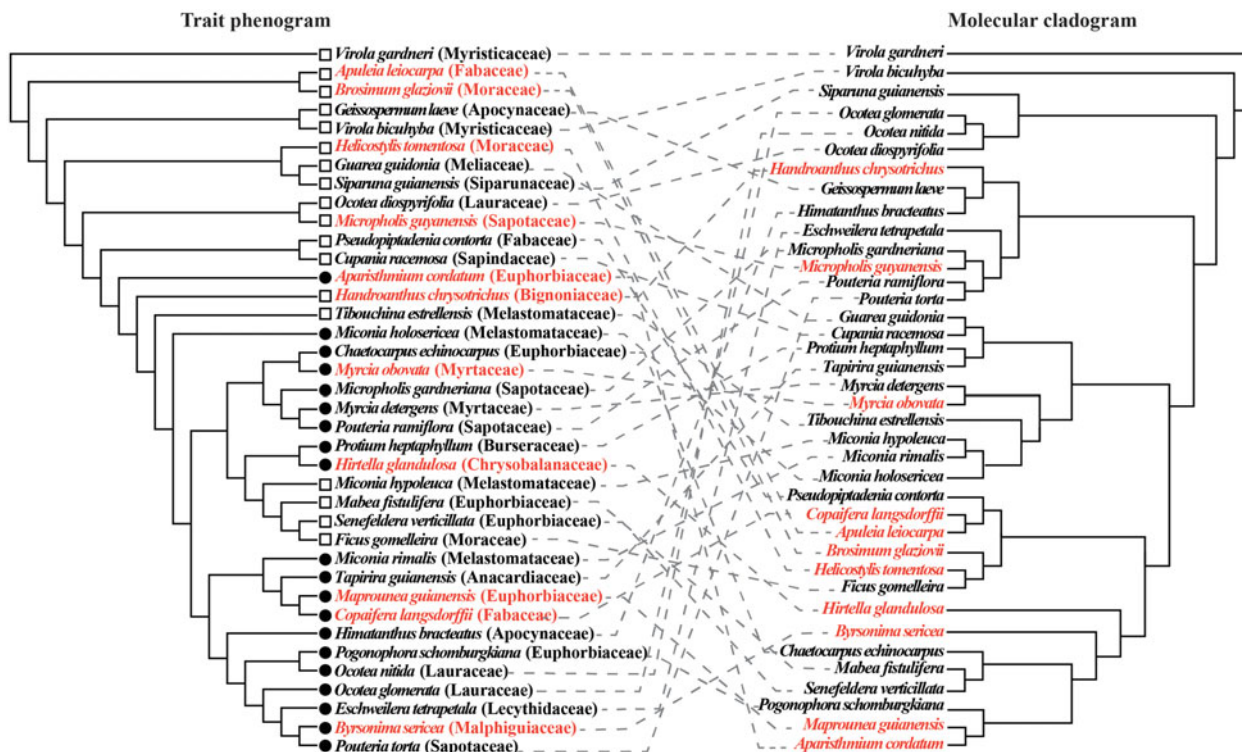 Trait phenogram
Virola gardneri (Myristicaceae)
Apuleia leiocarpa (Fabaceae)
Brosimum glaziovii (Moraceae)
Geissospermum laeve (Apocynaceae)
Virola bicuhyba (Myristicaceae)
Helicostylis tomentosa (Moraceae)
Guarea guidonia (Meliaceae)
Siparuna guianensis (Siparunaceae)
Ocotea diospyrifolia (Lauraceae)
Micropholis guyanensis (Sapotaceae)
Pseudopiptadenia contorta (Fabaceae)
Cupania racemosa (Sapindaceae)
Aparisthmium cordatum (Euphorbiaceae)
Handroanthus chrysotrichus (Bignoniaceae)
Tibouchina estrellensis (Melastomataceae)
Miconia holosericea (Melastomataceae)
Chaetocarpus echinocarpus (Euphorbiaceae)
Myrcia obovata (Myrtaceae)
Micropholis gardneriana (Sapotaceae)
Myrcia detergens (Myrtaceae)
Pouteria ramiflora (Sapotaceae)
Protium heptaphyllum (Burseraceae)
Hirtella glandulosa (Chrysobalanaceae)
Miconia hypoleuca (Melastomataceae)
Mabea fistulifera (Euphorbiaceae)
Senefeldera verticillata (Euphorbiaceae)
Ficus gomelleira (Moraceae)
Miconia rimalis (Melastomataceae)
Tapirira guianensis (Anacardiaceae)
Maprounea guianensis (Euphorbiaceae)
Copaifera langsdorffii (Fabaceae)
Himatanthus bracteatus (Apocynaceae)
Pogonophora schomburgkiana (Euphorbiaceae)
Ocotea nitida (Lauraceae)
Ocotea glomerata (Lauraceae)
Eschweilera tetrapetala (Lecythidaceae)
Byrsonima sericea (Malphiguiaceae)
Pouteria torta (Sapotaceae)
Molecular cladogram
Virola gardneri
Virola bicuhyba
Siparuna guianensis
Ocotea glomerata
Ocotea nitida
Ocotea diospyrifolia
Handroanthus chrysotrichus
Geissospermum laeve
Himatanthus bracteatus
Eschweilera tetrapetala
Micropholis gardneriana
Micropholis guyanensis
Pouteria ramiflora
Pouteria torta
Guarea guidonia
Cupania racemosa
Protium heptaphyllum
Tapirira guianensis
Myrcia detergens
Myrcia obovata
Tibouchina estrellensis
Miconia hypoleuca
Miconia rimalis
Miconia holosericea
Pseudopiptadenia contorta
Copaifera langsdorffii
Apuleia leiocarpa
Brosimum glaziovii
Helicostylis tomentosa
Ficus gomelleira
Hirtella glandulosa
Byrsonima sericea
Chaetocarpus echinocarpus
Mabea fistulifera
Senefeldera verticillata
Pogonophora schomburgkiana
Maprounea guianensis
Aparisthmium cordatum